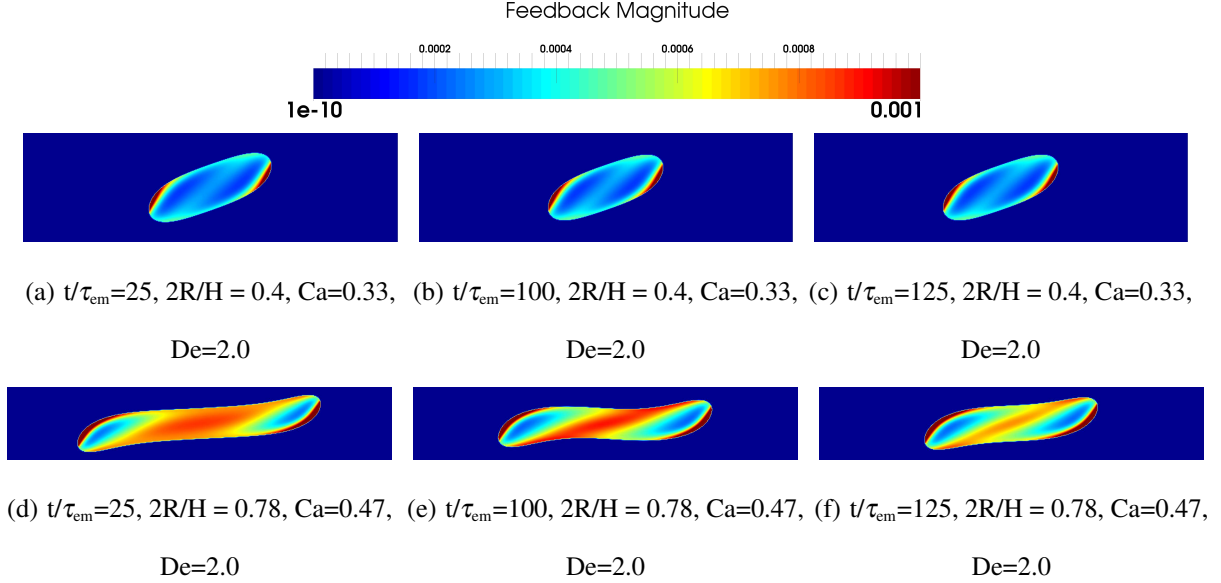 Feedback Magnitude
0.0002 0.0004 0.0006 0.0008
1e-10 0.001
(a) t/τem=25, 2R/H = 0.4, Ca=0.33,
De=2.0
(b) t/τem=100, 2R/H = 0.4, Ca=0.33,
De=2.0
(c) t/τem=125, 2R/H = 0.4, Ca=0.33,
De=2.0
(d) t/τem=25, 2R/H = 0.78, Ca=0.47,
De=2.0
(e) t/τem=100, 2R/H = 0.78, Ca=0.47,
De=2.0
(f) t/τem=125, 2R/H = 0.78, Ca=0.47,
De=2.0